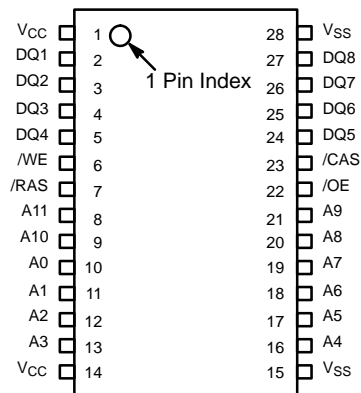 VCC 1 28 VSS
DQ1 2 27 DQ8
DQ2 3 1 Pin Index 26 DQ7
DQ3 4 25 DQ6
DQ4 5 24 DQ5
/WE 6 23 /CAS
/RAS 7 22 /OE
A11 8 21 A9
A10 9 20 A8
A0 10 19 A7
A1 11 18 A6
A2 12 17 A5
A3 13 16 A4
VCC 14 15 VSS